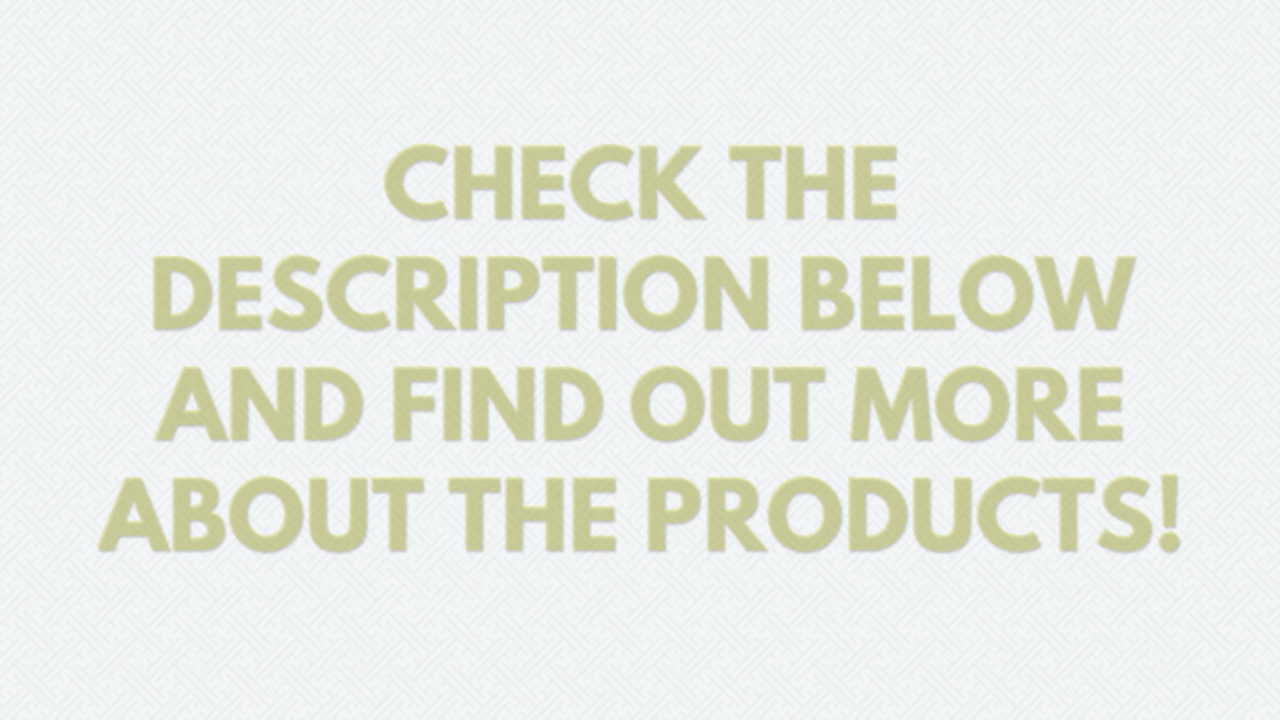 CHECK THE
DESCRIPTION BELOW
AND FIND OUT MORE
ABOUT THE PRODUCTS!